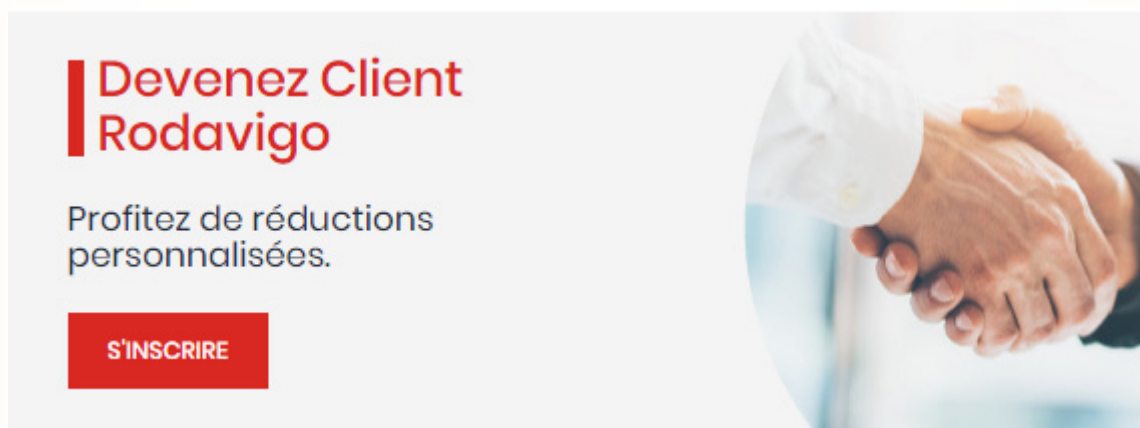 Devenez Client
Rodavigo
Profitez de réductions
personnalisées.
S'INSCRIRE